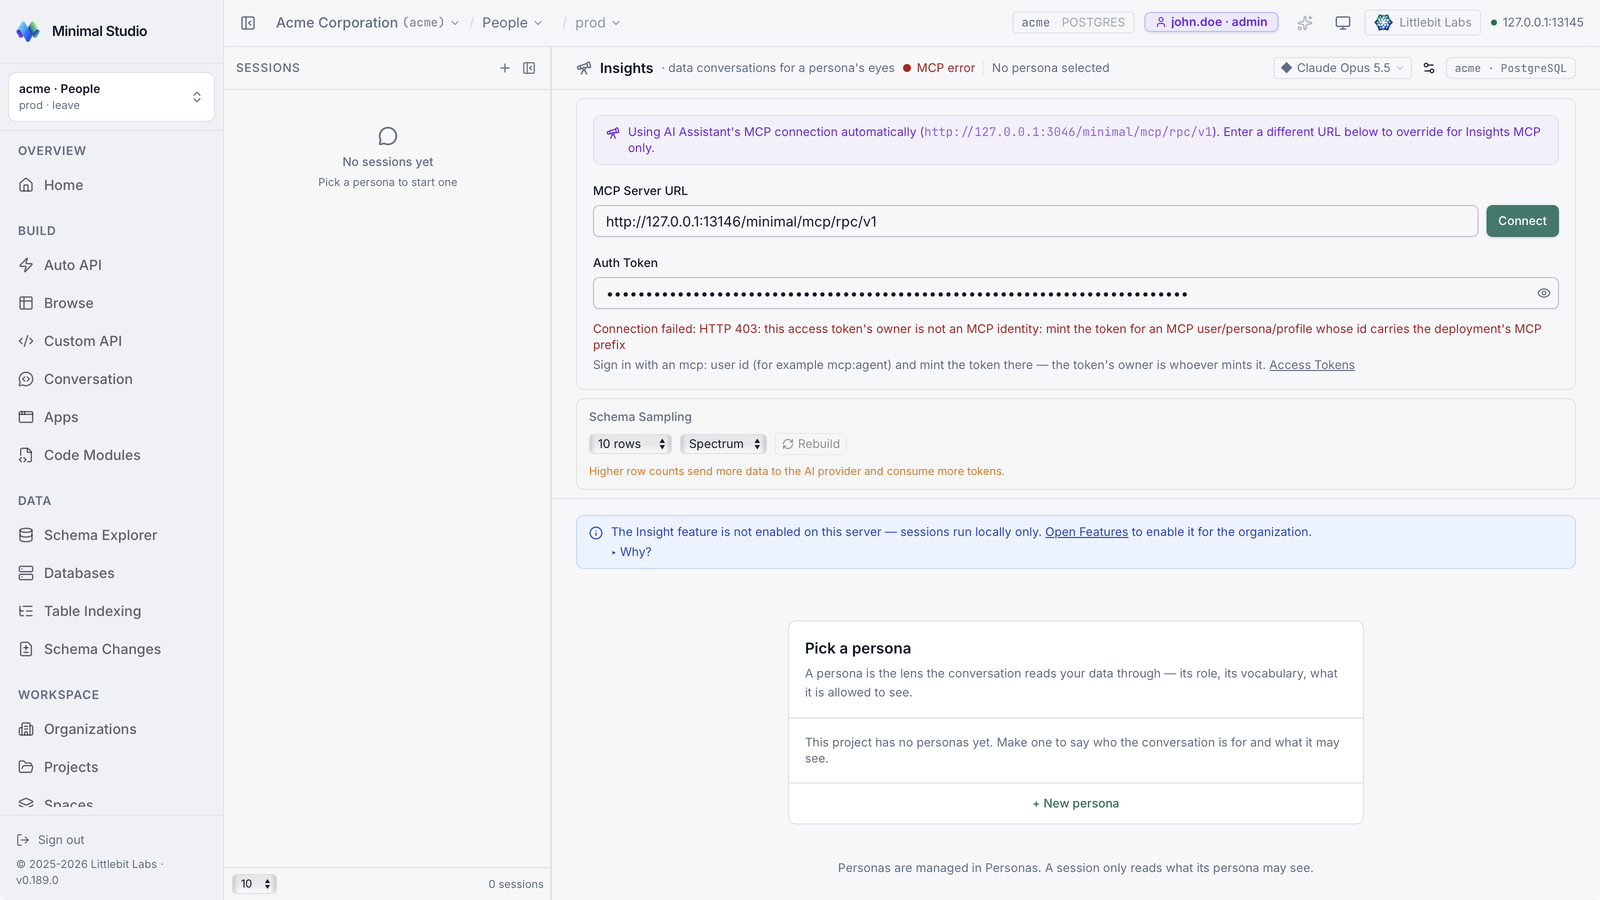 Minimal Studio
Acme Corporation (acme) / People / prod
acme · POSTGRES
john.doe · admin
Littlebit Labs
127.0.0.1:13145
acme · People
prod · leave
OVERVIEW
Home
BUILD
Auto API
Browse
Custom API
Conversation
Apps
Code Modules
DATA
Schema Explorer
Databases
Table Indexing
Schema Changes
WORKSPACE
Organizations
Projects
Spaces
Sign out
© 2025-2026 Littlebit Labs ·
v0.189.0
SESSIONS
No sessions yet
Pick a persona to start one
10
0 sessions
Insights · data conversations for a persona's eyes
MCP error
No persona selected
Claude Opus 5.5
acme · PostgreSQL
Using AI Assistant's MCP connection automatically (http://127.0.0.1:3046/minimal/mcp/rpc/v1). Enter a different URL below to override for Insights MCP
only.
MCP Server URL
http://127.0.0.1:13146/minimal/mcp/rpc/v1
Connect
Auth Token
Connection failed: HTTP 403: this access token's owner is not an MCP identity: mint the token for an MCP user/persona/profile whose id carries the deployment's MCP
prefix
Sign in with an mcp: user id (for example mcp:agent) and mint the token there — the token's owner is whoever mints it. Access Tokens
Schema Sampling
10 rows
Spectrum
Rebuild
Higher row counts send more data to the AI provider and consume more tokens.
The Insight feature is not enabled on this server — sessions run locally only. Open Features to enable it for the organization.
Why?
Pick a persona
A persona is the lens the conversation reads your data through — its role, its vocabulary, what
it is allowed to see.
This project has no personas yet. Make one to say who the conversation is for and what it may
see.
+ New persona
Personas are managed in Personas. A session only reads what its persona may see.